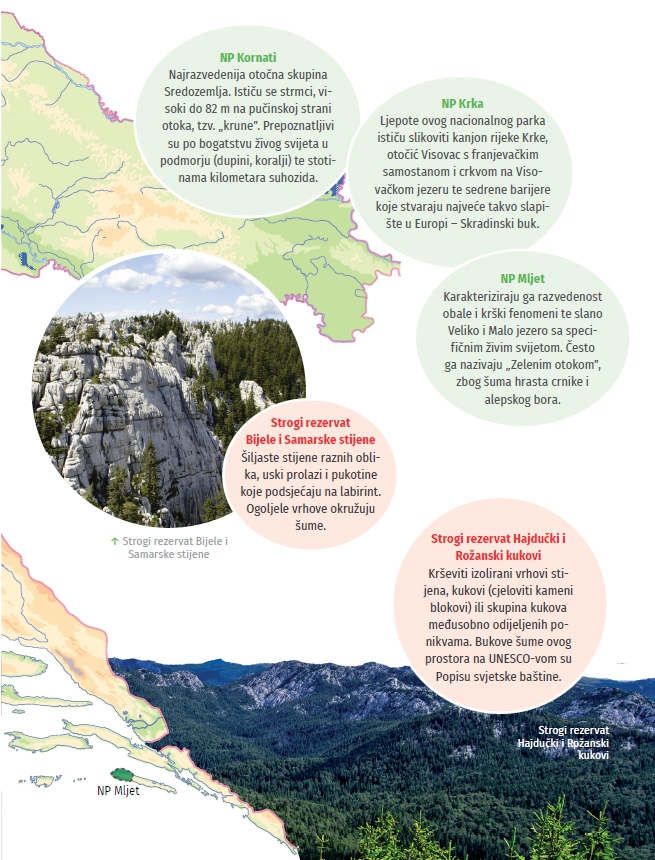 NP Kornati
Najrazvedenija otočna skupina
Sredozemlja. Ističu se strmci, vi-
soki do 82 m na pučinskoj strani
otoka, tzv. „krune”. Prepoznatljivi
su po bogatstvu živog svijeta u
podmorju (dupini, koralji) te stoti-
nama kilometara suhozida.
NP Krka
Ljepote ovog nacionalnog parka
ističu slikoviti kanjon rijeke Krke,
otočić Visovac s franjevačkim
samostanom i crkvom na Viso-
vačkom jezeru te sedrene barijere
koje stvaraju najveće takvo slapi-
šte u Europi – Skradinski buk.
NP Mljet
Karakteriziraju ga razvedenost
obale i krški fenomeni te slano
Veliko i Malo jezero sa speci-
fičnim živim svijetom. Često
ga nazivaju „Zelenim otokom”,
zbog šuma hrasta crnike i
alepskog bora.
Strogi rezervat
Bijele i Samarske stijene
Šiljaste stijene raznih obli-
ka, uski prolazi i pukotine
koje podsjećaju na labirint.
Ogoljele vrhove okružuju
šume.
↑ Strogi rezervat Bijele i
Samarske stijene
Strogi rezervat Hajdučki i
Rožanski kukovi
Krševiti izolirani vrhovi sti-
jena, kukovi (cjeloviti kameni
blokovi) ili skupina kukova
međusobno odijeljenih po-
nikvama. Bukove šume ovog
prostora na UNESCO-vom su
Popisu svjetske baštine.
Strogi rezervat
Hajdučki i Rožanski
kukovi
NP Mljet